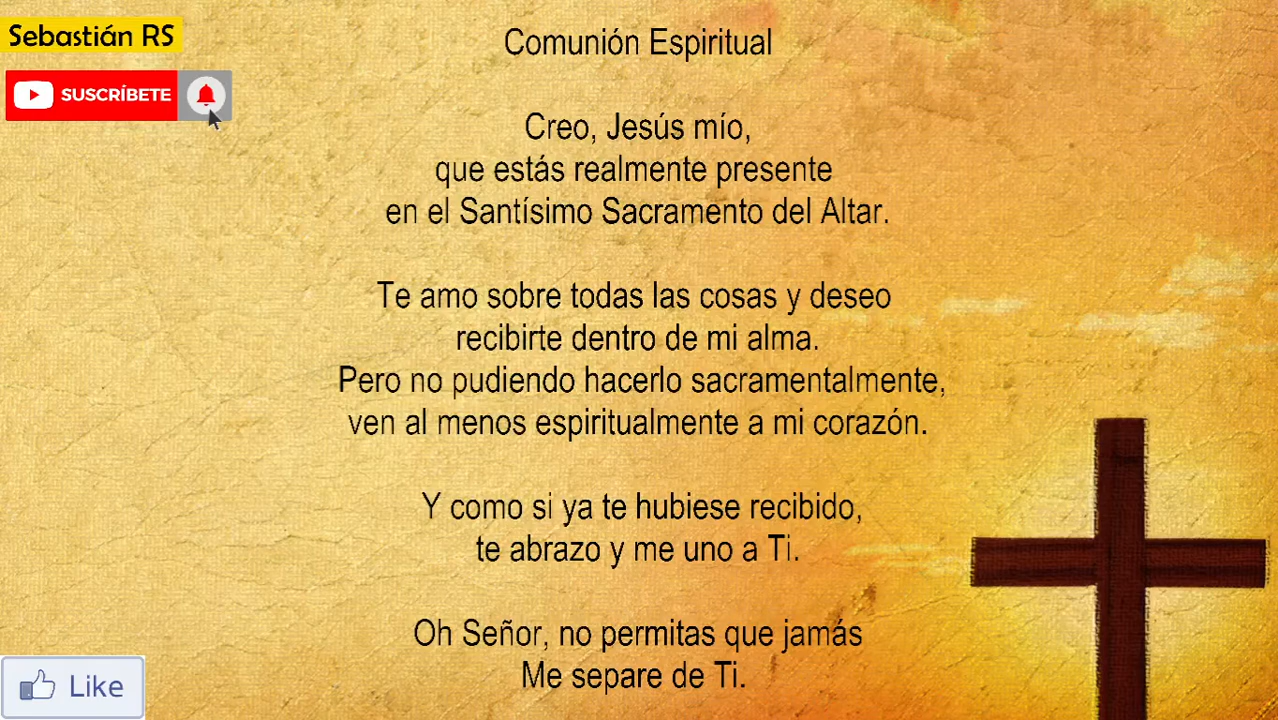 Sebastián RS
SUSCRÍBETE
Comunión Espiritual
Creo, Jesús mío,
que estás realmente presente
en el Santísimo Sacramento del Altar.
Te amo sobre todas las cosas y deseo
recibirte dentro de mi alma.
Pero no pudiendo hacerlo sacramentalmente,
ven al menos espiritualmente a mi corazón.
Y como si ya te hubiese recibido,
te abrazo y me uno a Ti.
Oh Señor, no permitas que jamás
Me separe de Ti.
Like